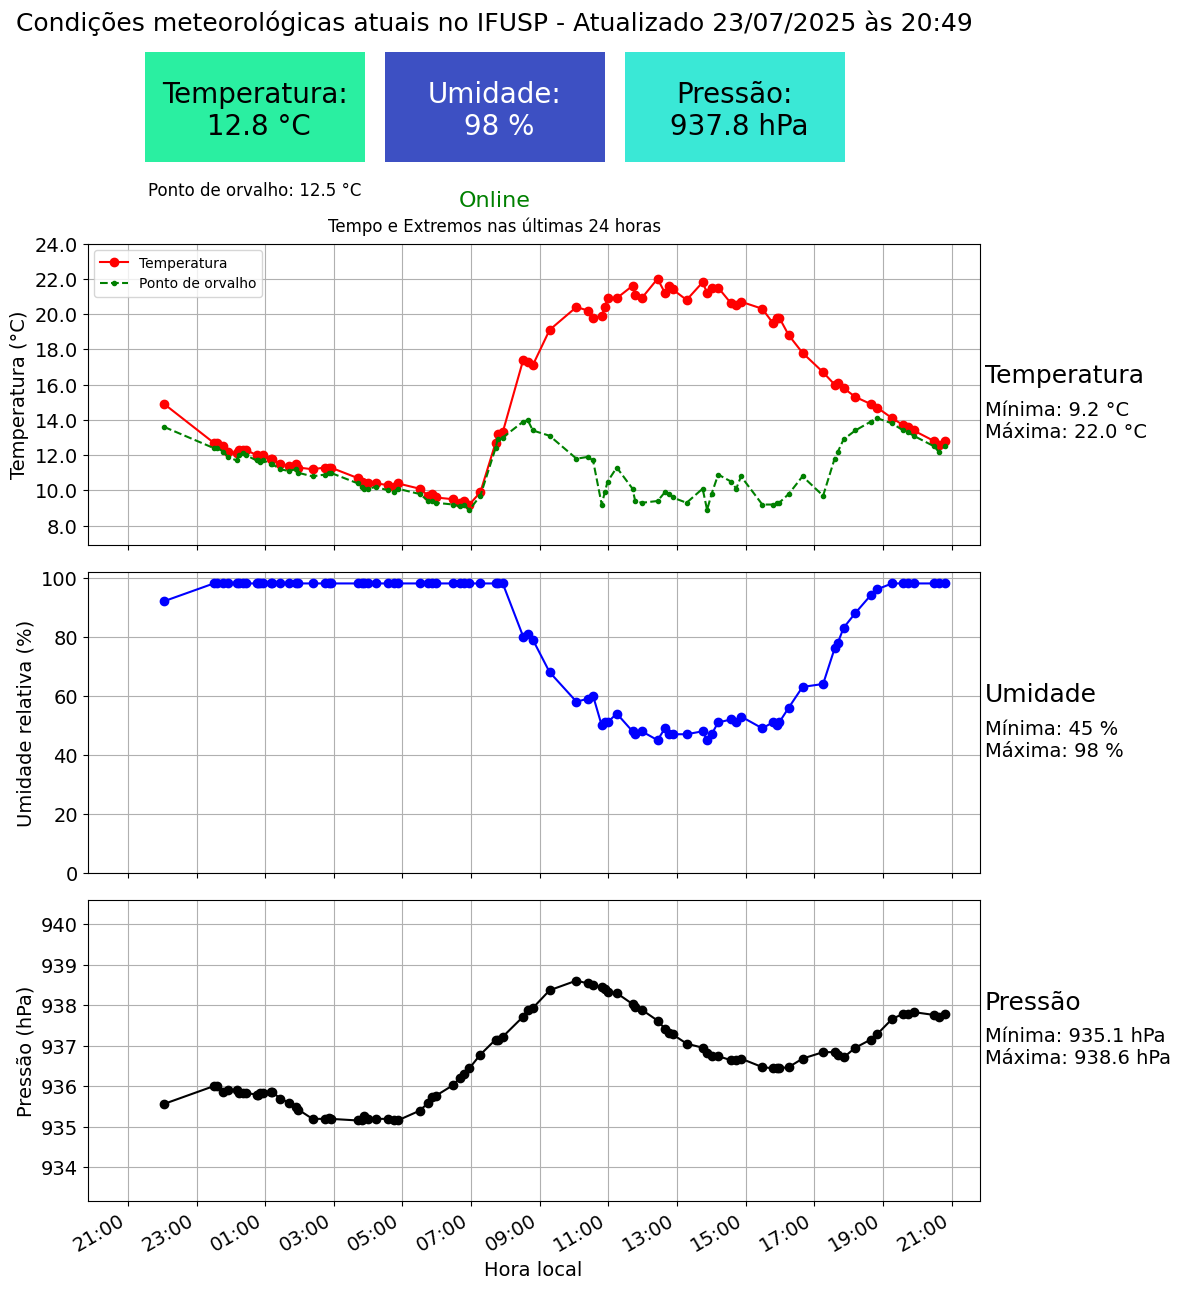 Condições meteorológicas atuais no IFUSP - Atualizado 23/07/2025 às 20:49
Temperatura:
12.8 °C
Umidade:
98 %
Pressão:
937.8 hPa
Ponto de orvalho: 12.5 °C
Online
Tempo e Extremos nas últimas 24 horas
Temperatura (°C)
24.0
22.0
20.0
18.0
16.0
14.0
12.0
10.0
8.0
Temperatura
Ponto de orvalho
Temperatura
Mínima: 9.2 °C
Máxima: 22.0 °C
Umidade relativa (%)
100
80
60
40
20
0
Umidade
Mínima: 45 %
Máxima: 98 %
Pressão (hPa)
940
939
938
937
936
935
934
Pressão
Mínima: 935.1 hPa
Máxima: 938.6 hPa
21:00
23:00
01:00
03:00
05:00
07:00
09:00
11:00
13:00
15:00
17:00
19:00
21:00
Hora local